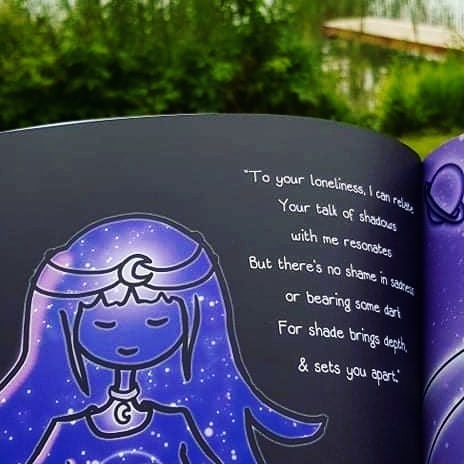 "To your loneliness, I can relate
Your talk of shadows
with me resonates
But there's no shame in sadness
or bearing some dark
For shade brings depth,
& sets you apart."